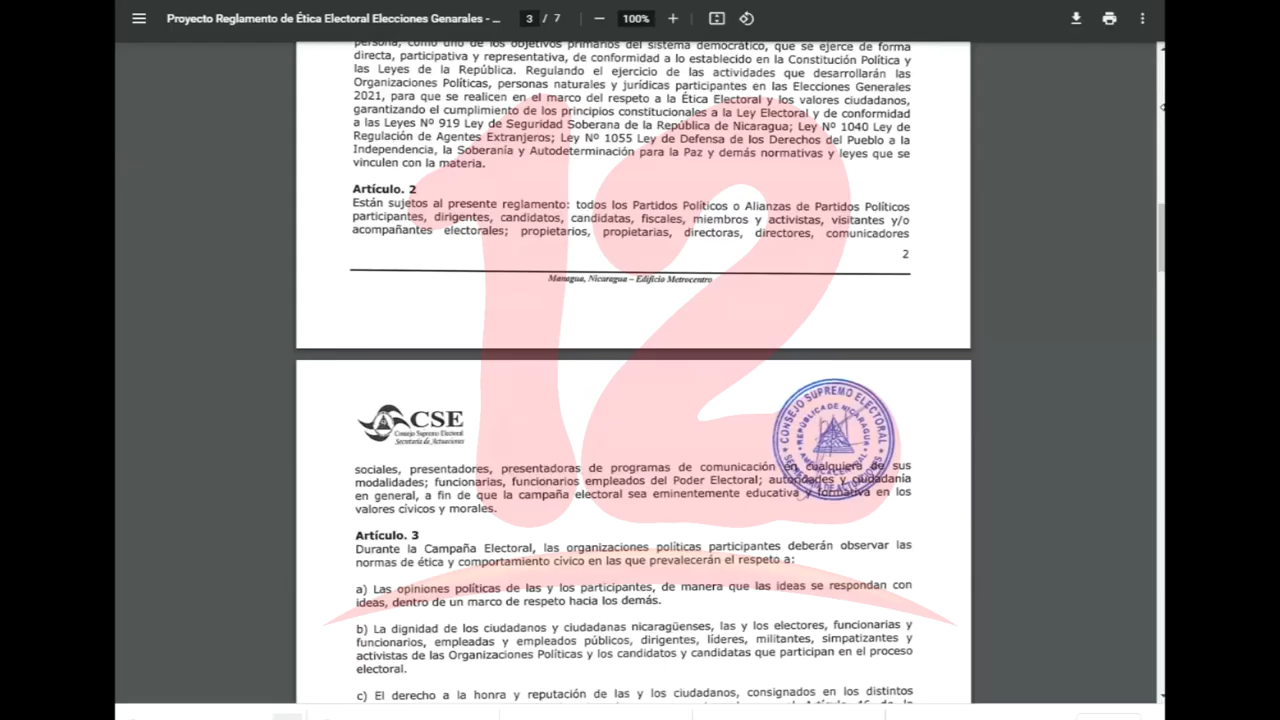 Proyecto Reglamento de Ética Electoral Elecciones Genarales - ...
3 / 7
100%
persona, como uno de los objetivos primarios del sistema democrático, que se ejerce de forma
directa, participativa y representativa, de conformidad a lo establecido en la Constitución Política y
las Leyes de la República. Regulando el ejercicio de las actividades que desarrollarán las
Organizaciones Políticas, personas naturales y jurídicas participantes en las Elecciones Generales
2021, para que se realicen en el marco del respeto a la Ética Electoral y los valores ciudadanos,
garantizando el cumplimiento de los principios constitucionales a la Ley Electoral y de conformidad
a las Leyes Nº 919 Ley de Seguridad Soberana de la República de Nicaragua; Ley Nº 1040 Ley de
Regulación de Agentes Extranjeros; Ley Nº 1055 Ley de Defensa de los Derechos del Pueblo a la
Independencia, la Soberanía y Autodeterminación para la Paz y demás normativas y leyes que se
vinculen con la materia.
Artículo. 2
Están sujetos al presente reglamento: todos los Partidos Políticos o Alianzas de Partidos Políticos
participantes, dirigentes, candidatos, candidatas, fiscales, miembros y activistas, visitantes y/o
acompañantes electorales; propietarios, propietarias, directoras, directores, comunicadores
2
Managua, Nicaragua – Edificio Metrocentro
12
CSE
Consejo Supremo Electoral
Secretaría de Actuaciones
CONSEJO SUPREMO ELECTORAL
REPÚBLICA DE NICARAGUA
AMÉRICA CENTRAL
SECRETARIA DE ACTUACIONES
sociales, presentadores, presentadoras de programas de comunicación en cualquiera de sus
modalidades; funcionarias, funcionarios empleados del Poder Electoral; autoridades y ciudadanía
en general, a fin de que la campaña electoral sea eminentemente educativa y formativa en los
valores cívicos y morales.
Artículo. 3
Durante la Campaña Electoral, las organizaciones políticas participantes deberán observar las
normas de ética y comportamiento cívico en las que prevalecerán el respeto a:
a) Las opiniones políticas de las y los participantes, de manera que las ideas se respondan con
ideas, dentro de un marco de respeto hacia los demás.
b) La dignidad de los ciudadanos y ciudadanas nicaragüenses, las y los electores, funcionarias y
funcionarios, empleadas y empleados públicos, dirigentes, líderes, militantes, simpatizantes y
activistas de las Organizaciones Políticas y los candidatos y candidatas que participan en el proceso
electoral.
c) El derecho a la honra y reputación de las y los ciudadanos, consignados en los distintos